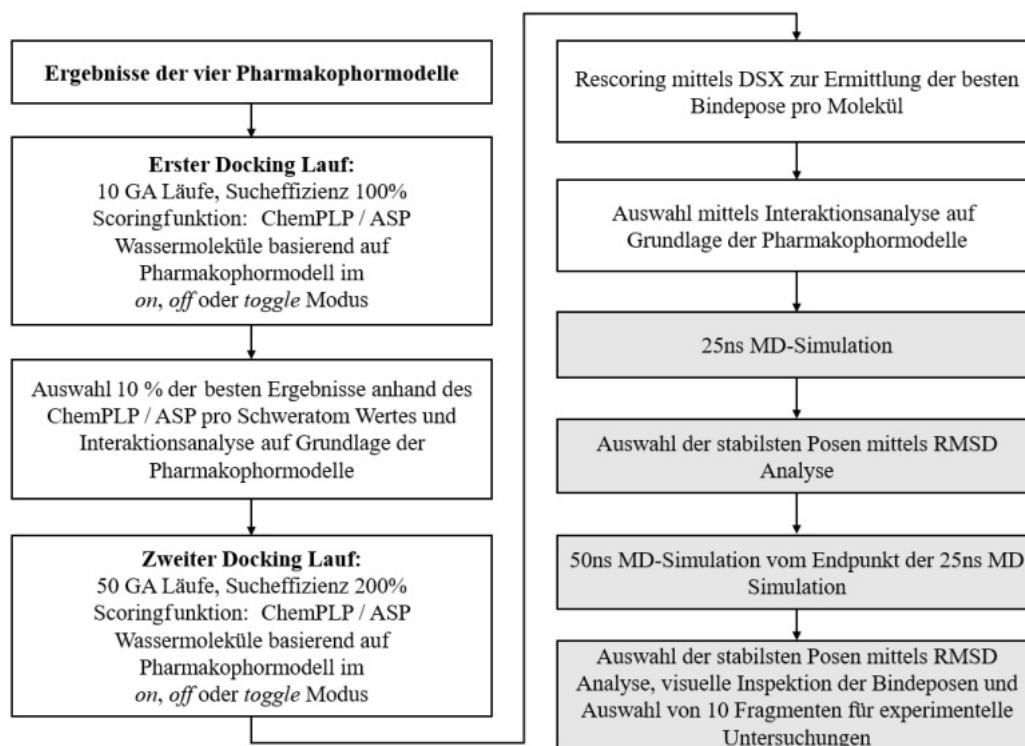 Ergebnisse der vier Pharmakophormodelle
Erster Docking Lauf:
10 GA Läufe, Sucheffizienz 100%
Scoringfunktion: ChemPLP / ASP
Wassermoleküle basierend auf
Pharmakophormodell im
on, off oder toggle Modus
Auswahl 10 % der besten Ergebnisse anhand des
ChemPLP / ASP pro Schweratom Wertes und
Interaktionsanalyse auf Grundlage der
Pharmakophormodelle
Zweiter Docking Lauf:
50 GA Läufe, Sucheffizienz 200%
Scoringfunktion: ChemPLP / ASP
Wassermoleküle basierend auf
Pharmakophormodell im
on, off oder toggle Modus
Rescoring mittels DSX zur Ermittlung der besten
Bindepose pro Molekül
Auswahl mittels Interaktionsanalyse auf
Grundlage der Pharmakophormodelle
25ns MD-Simulation
Auswahl der stabilsten Posen mittels RMSD
Analyse
50ns MD-Simulation vom Endpunkt der 25ns MD
Simulation
Auswahl der stabilsten Posen mittels RMSD
Analyse, visuelle Inspektion der Bindeposen und
Auswahl von 10 Fragmenten für experimentelle
Untersuchungen